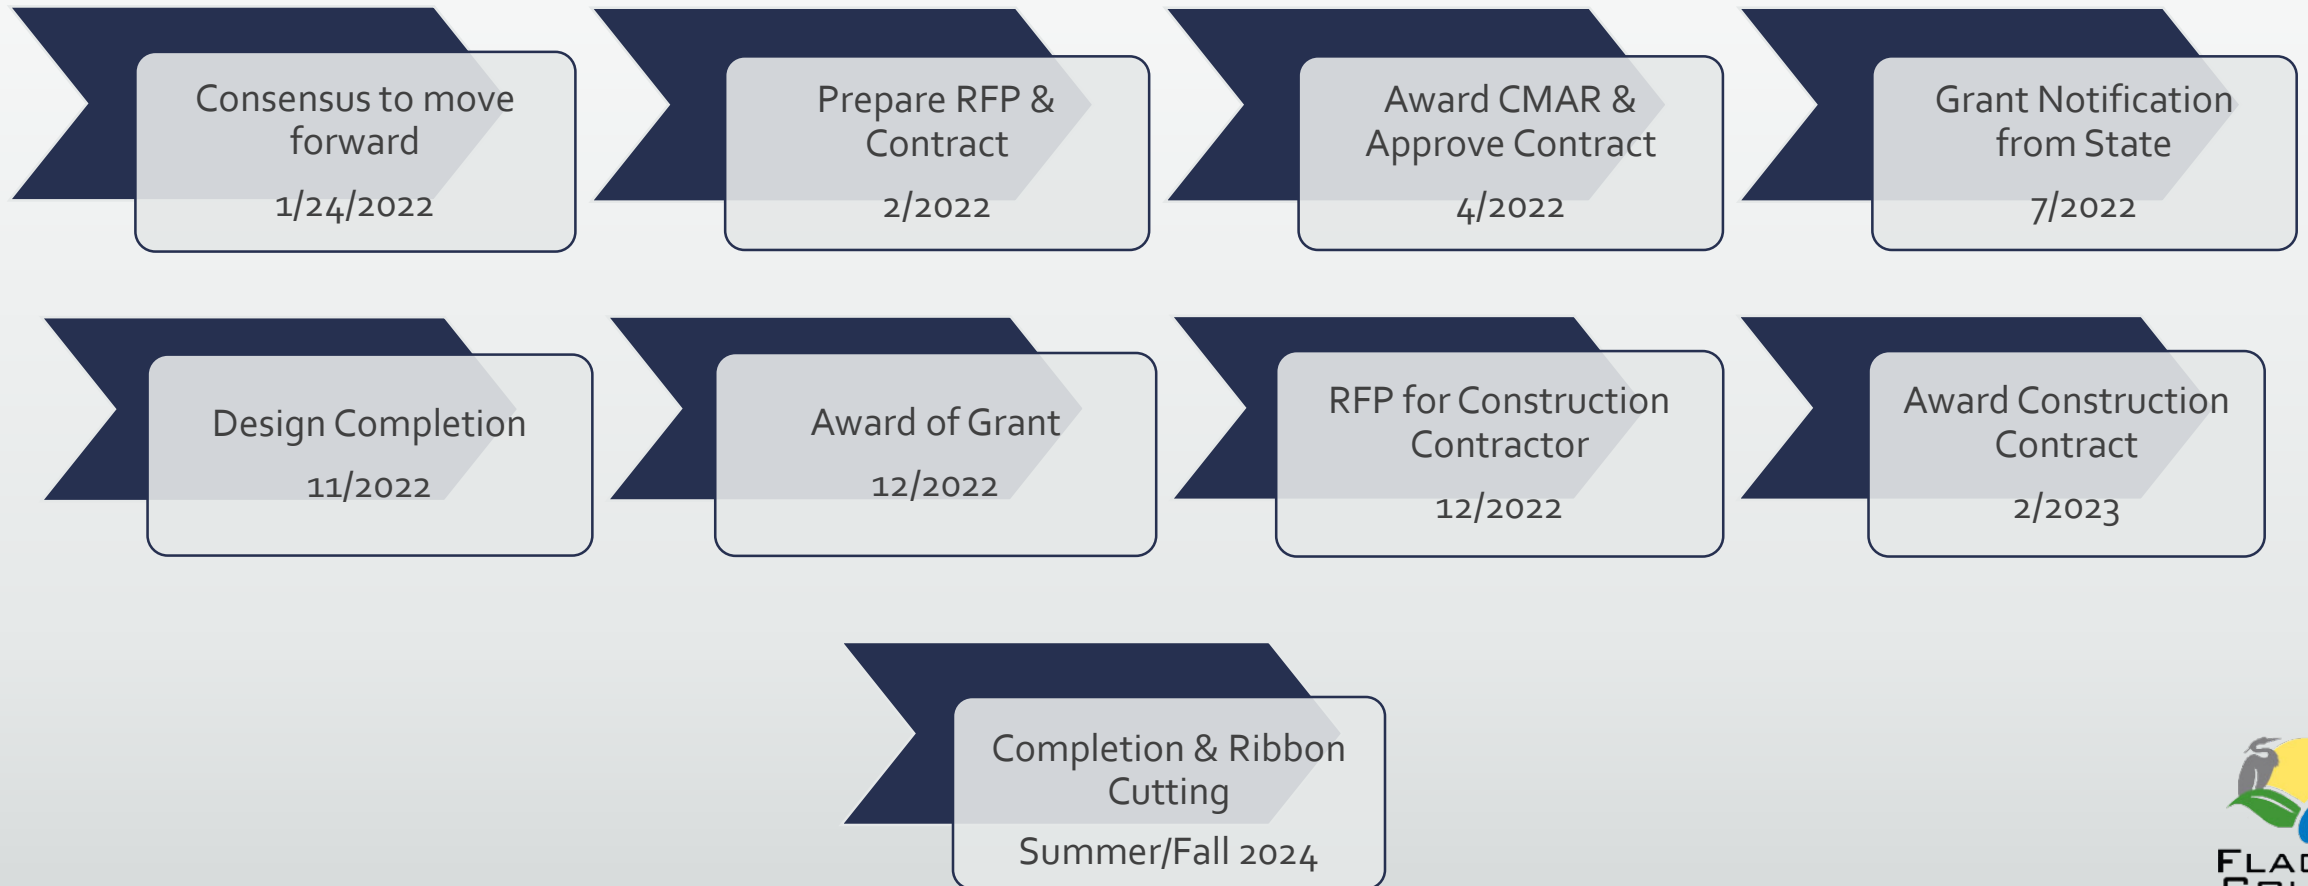 Consensus to move
forward
1/24/2022
Prepare RFP &
Contract
2/2022
Award CMAR &
Approve Contract
4/2022
Grant Notification
from State
7/2022
Design Completion
11/2022
Award of Grant
12/2022
RFP for Construction
Contractor
12/2022
Award Construction
Contract
2/2023
Completion & Ribbon
Cutting
Summer/Fall 2024